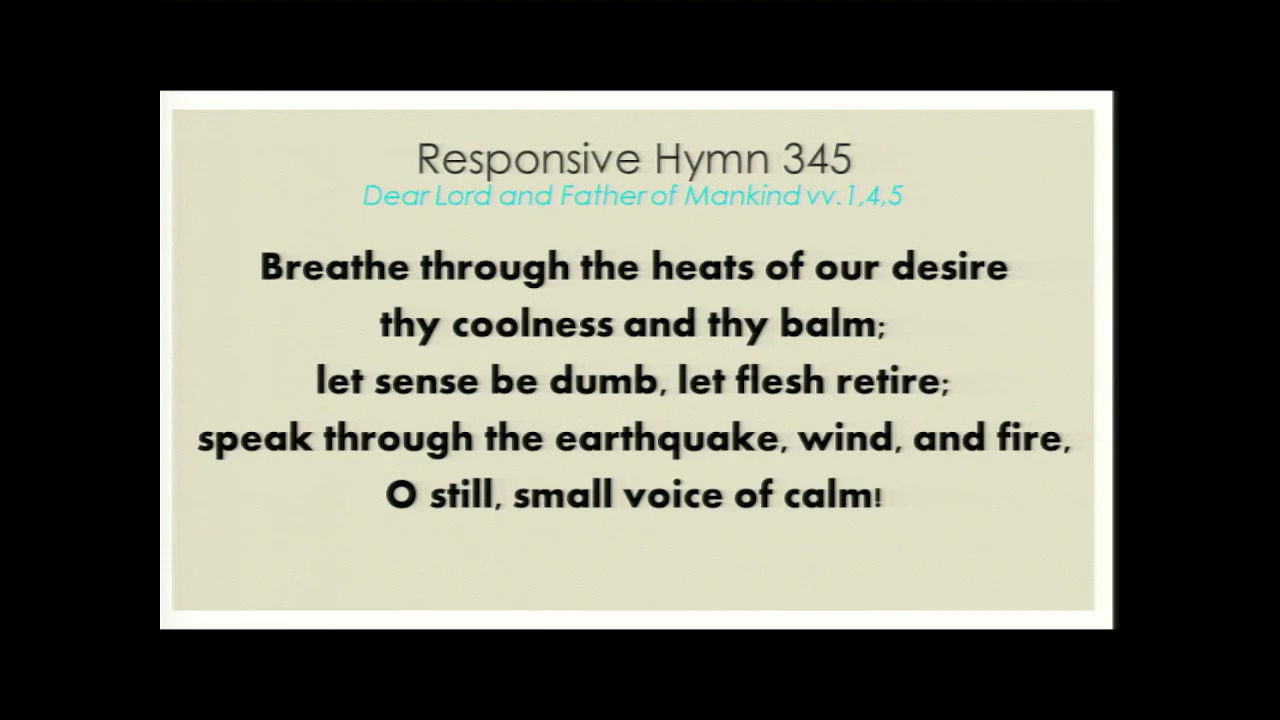 Responsive Hymn 345
Dear Lord and Father of Mankind vv.1,4,5
Breathe through the heats of our desire
thy coolness and thy balm;
let sense be dumb, let flesh retire;
speak through the earthquake, wind, and fire,
O still, small voice of calm!